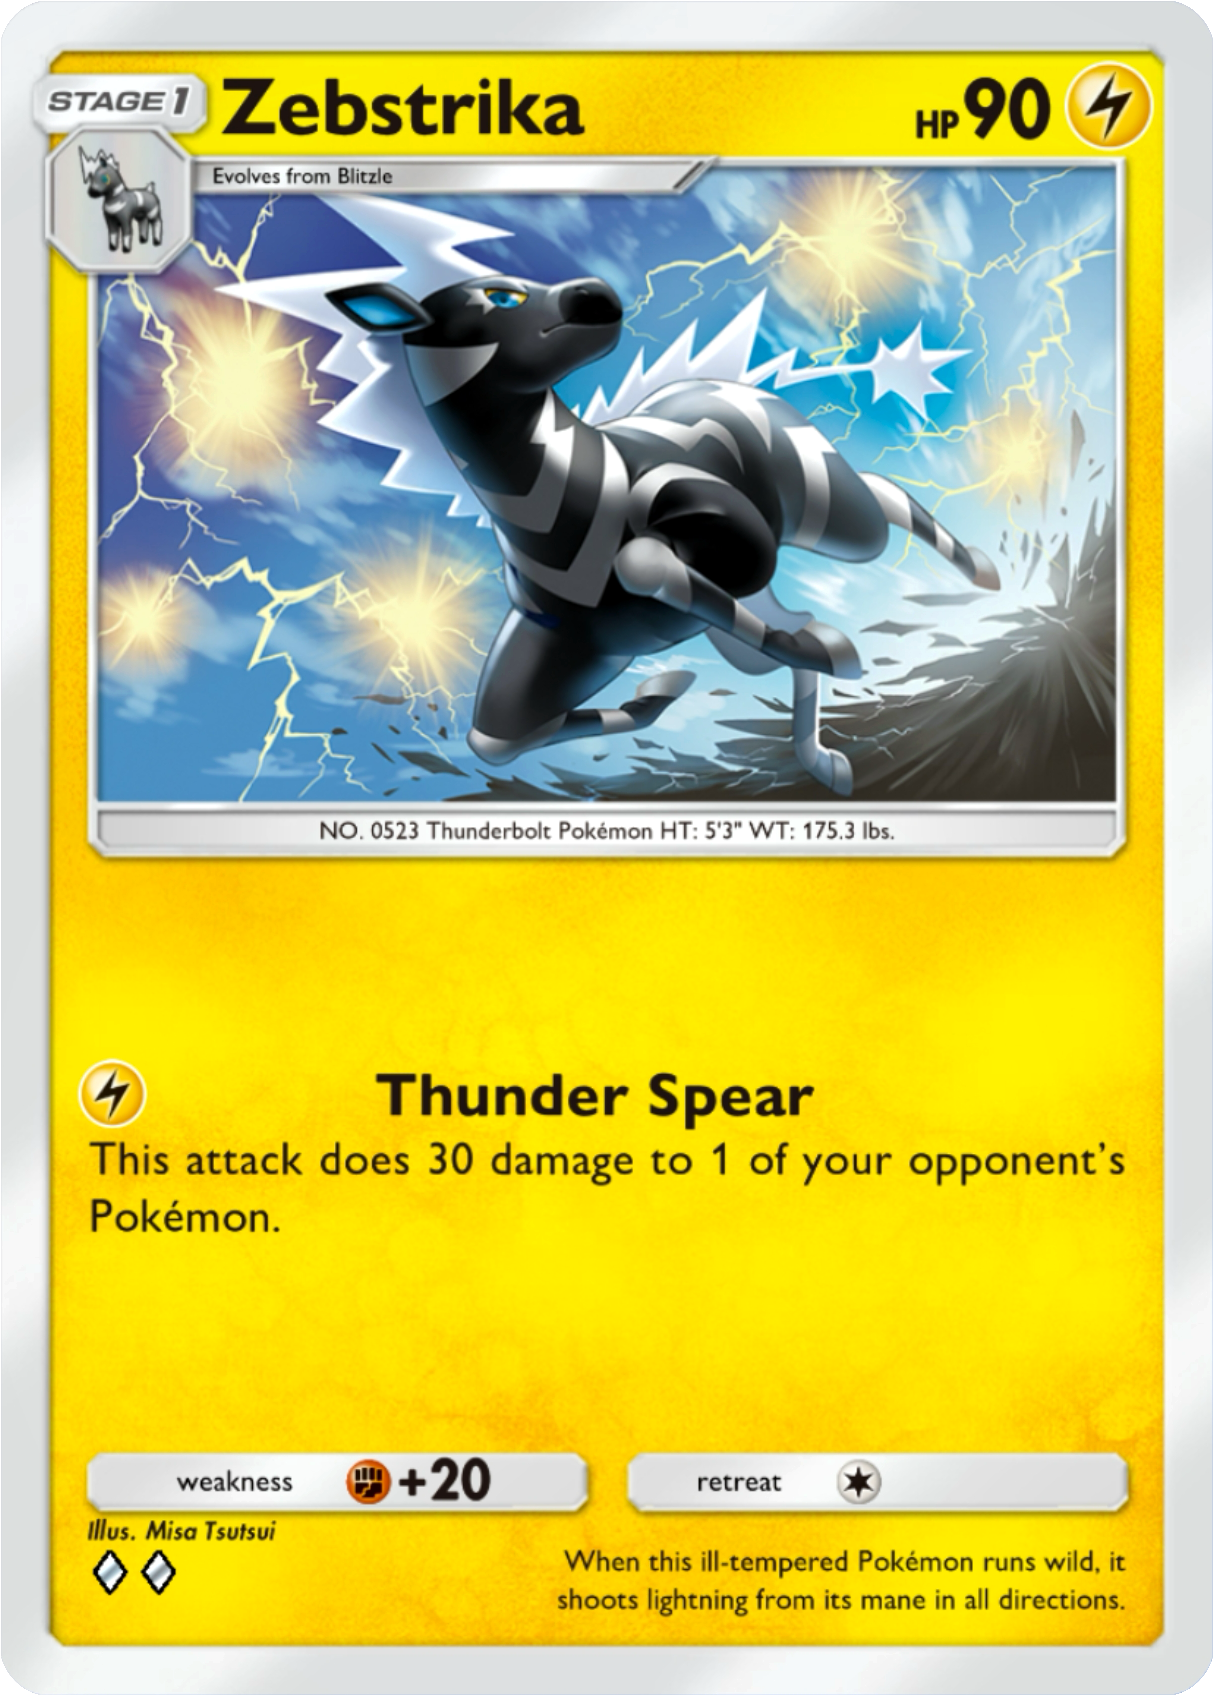 STAGE 1
Zebstrika
HP 90
Evolves from Blitzle
NO. 0523 Thunderbolt Pokémon HT: 5'3" WT: 175.3 lbs.
Thunder Spear
This attack does 30 damage to 1 of your opponent's
Pokémon.
weakness +20
retreat
Illus. Misa Tsutsui
When this ill-tempered Pokémon runs wild, it
shoots lightning from its mane in all directions.